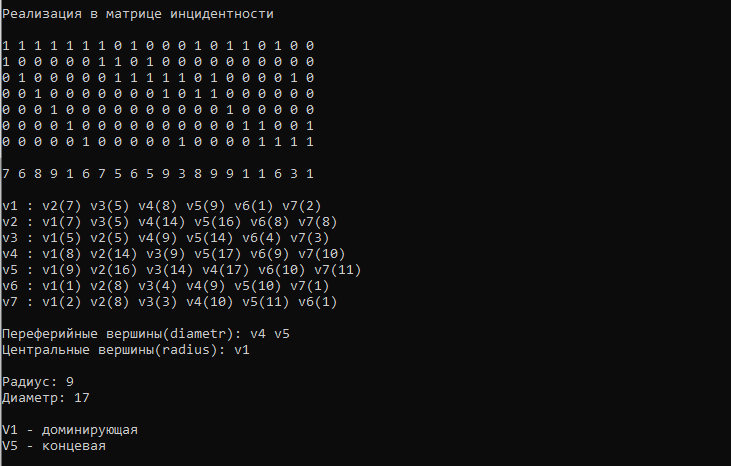 Реализация в матрице инцидентности
1 1 1 1 1 1 1 0 1 0 0 0 1 0 1 1 0 1 0 0
1 0 0 0 0 0 1 1 0 1 0 0 0 0 0 0 0 0 0 0
0 1 0 0 0 0 0 1 1 1 1 1 0 1 0 0 0 0 1 0
0 0 1 0 0 0 0 0 0 0 1 0 1 1 0 0 0 0 0 0
0 0 0 1 0 0 0 0 0 0 0 0 0 0 1 0 0 0 0 0
0 0 0 0 1 0 0 0 0 0 0 0 0 0 0 1 1 0 0 1
0 0 0 0 0 1 0 0 0 0 0 1 0 0 0 0 1 1 1 1
7 6 8 9 1 6 7 5 6 5 9 3 8 9 9 1 1 6 3 1
v1 : v2(7) v3(5) v4(8) v5(9) v6(1) v7(2)
v2 : v1(7) v3(5) v4(14) v5(16) v6(8) v7(8)
v3 : v1(5) v2(5) v4(9) v5(14) v6(4) v7(3)
v4 : v1(8) v2(14) v3(9) v5(17) v6(9) v7(10)
v5 : v1(9) v2(16) v3(14) v4(17) v6(10) v7(11)
v6 : v1(1) v2(8) v3(4) v4(9) v5(10) v7(1)
v7 : v1(2) v2(8) v3(3) v4(10) v5(11) v6(1)
Переферийные вершины(diametr): v4 v5
Центральные вершины(radius): v1
Радиус: 9
Диаметр: 17
V1 - доминирующая
V5 - концевая